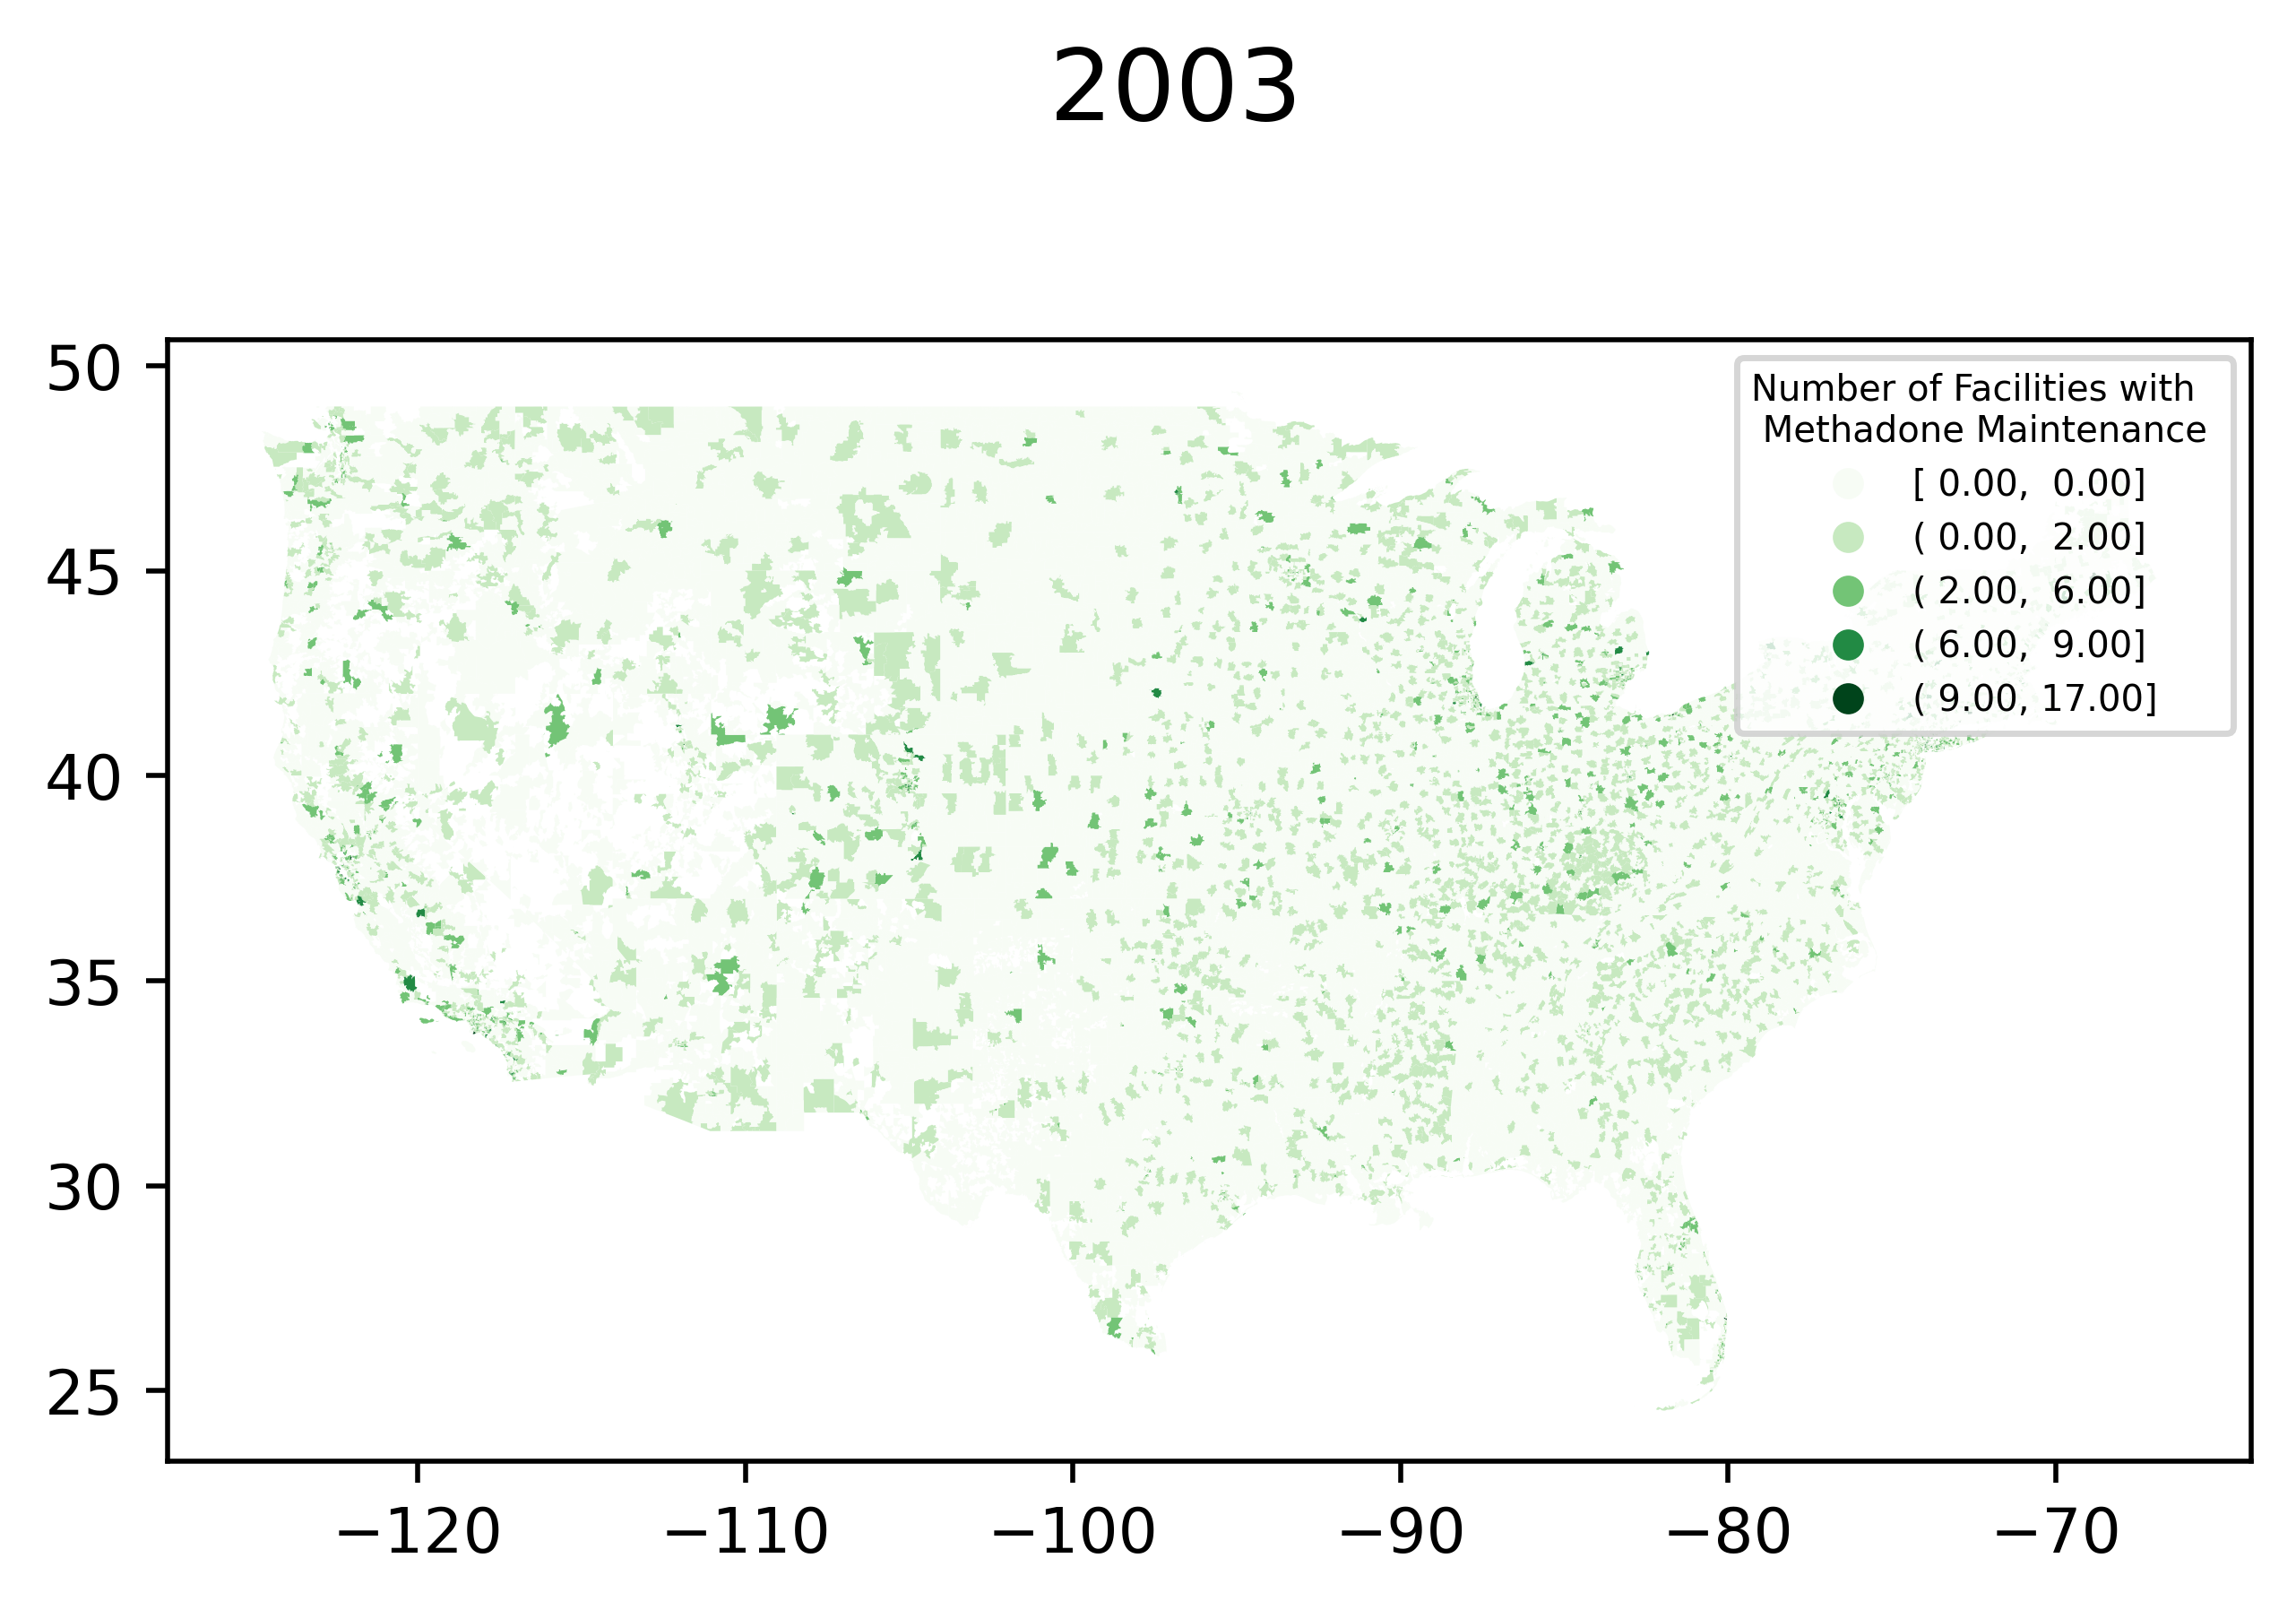 2003
50
45
40
35
30
25
−120
−110
−100
−90
−80
−70
Number of Facilities with
Methadone Maintenance
[ 0.00,  0.00]
( 0.00,  2.00]
( 2.00,  6.00]
( 6.00,  9.00]
( 9.00, 17.00]